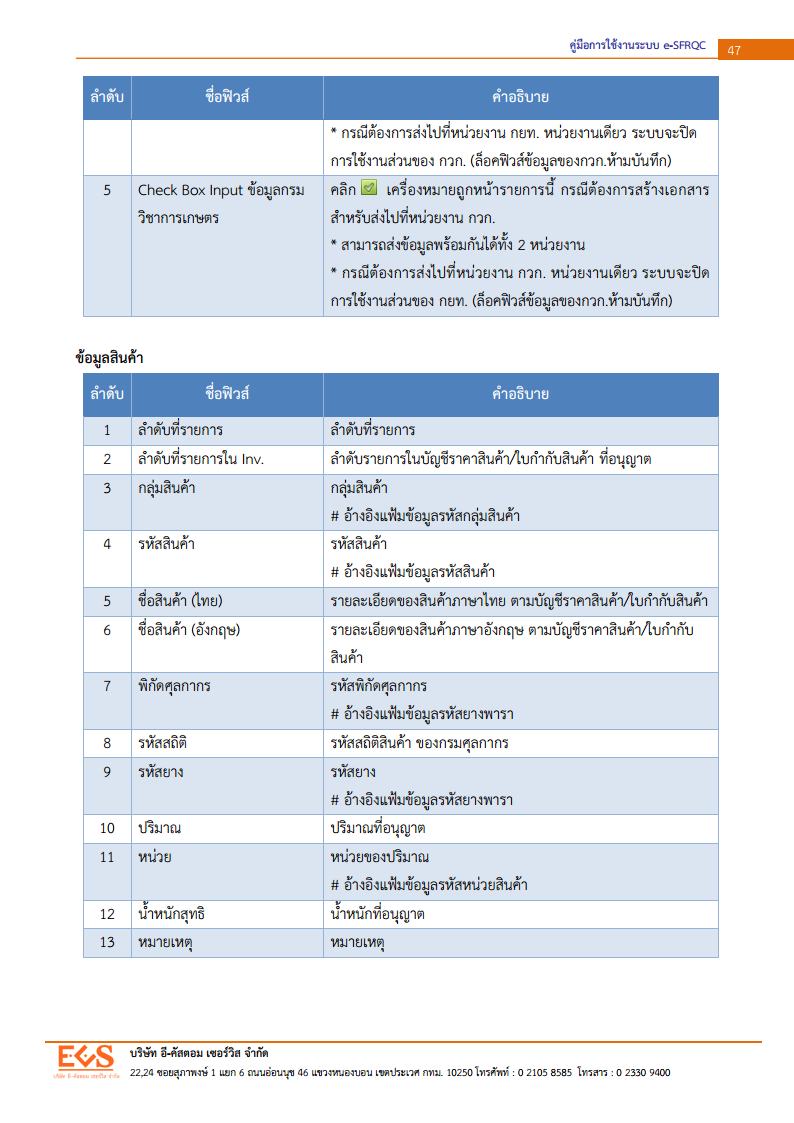 คู่มือการใช้งานระบบ e-SFRQC 47
ลำดับ ชื่อฟิวส์ คำอธิบาย
* กรณีต้องการส่งไปที่หน่วยงาน กยท. หน่วยงานเดียว ระบบจะปิด
การใช้งานส่วนของ กวก. (ล็อคฟิวส์ข้อมูลของกวก.ห้ามบันทึก)
5 Check Box Input ข้อมูลกรม คลิก เครื่องหมายถูกหน้ารายการนี้ กรณีต้องการสร้างเอกสาร
วิชาการเกษตร สำหรับส่งไปที่หน่วยงาน กวก.
* สามารถส่งข้อมูลพร้อมกันได้ทั้ง 2 หน่วยงาน
* กรณีต้องการส่งไปที่หน่วยงาน กวก. หน่วยงานเดียว ระบบจะปิด
การใช้งานส่วนของ กยท. (ล็อคฟิวส์ข้อมูลของกวก.ห้ามบันทึก)
ข้อมูลสินค้า
ลำดับ ชื่อฟิวส์ คำอธิบาย
1 ลำดับที่รายการ ลำดับที่รายการ
2 ลำดับที่รายการใน Inv. ลำดับรายการในบัญชีราคาสินค้า/ใบกำกับสินค้า ที่อนุญาต
3 กลุ่มสินค้า กลุ่มสินค้า
# อ้างอิงแฟ้มข้อมูลรหัสกลุ่มสินค้า
4 รหัสสินค้า รหัสสินค้า
# อ้างอิงแฟ้มข้อมูลรหัสสินค้า
5 ชื่อสินค้า (ไทย) รายละเอียดของสินค้าภาษาไทย ตามบัญชีราคาสินค้า/ใบกำกับสินค้า
6 ชื่อสินค้า (อังกฤษ) รายละเอียดของสินค้าภาษาอังกฤษ ตามบัญชีราคาสินค้า/ใบกำกับ
สินค้า
7 พิกัดศุลกากร รหัสพิกัดศุลกากร
# อ้างอิงแฟ้มข้อมูลรหัสยางพารา
8 รหัสสถิติ รหัสสถิติสินค้า ของกรมศุลกากร
9 รหัสยาง รหัสยาง
# อ้างอิงแฟ้มข้อมูลรหัสยางพารา
10 ปริมาณ ปริมาณที่อนุญาต
11 หน่วย หน่วยของปริมาณ
# อ้างอิงแฟ้มข้อมูลรหัสหน่วยสินค้า
12 น้ำหนักสุทธิ น้ำหนักที่อนุญาต
13 หมายเหตุ หมายเหตุ
ECS
บริษัท อี-คัสตอม เซอร์วิส จำกัด
บริษัท อี-คัสตอม เซอร์วิส จำกัด
22,24 ซอยสุภาพงษ์ 1 แยก 6 ถนนอ่อนนุช 46 แขวงหนองบอน เขตประเวศ กทม. 10250 โทรศัพท์ : 0 2105 8585 โทรสาร : 0 2330 9400